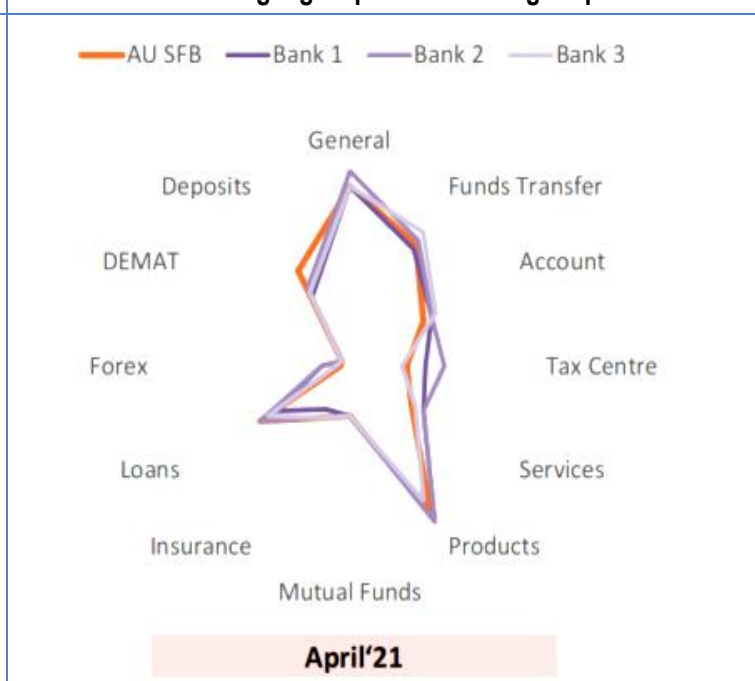 AU SFB Bank 1 Bank 2 Bank 3
General
Deposits Funds Transfer
DEMAT Account
Forex Tax Centre
Loans Services
Insurance Products
Mutual Funds
April‘21